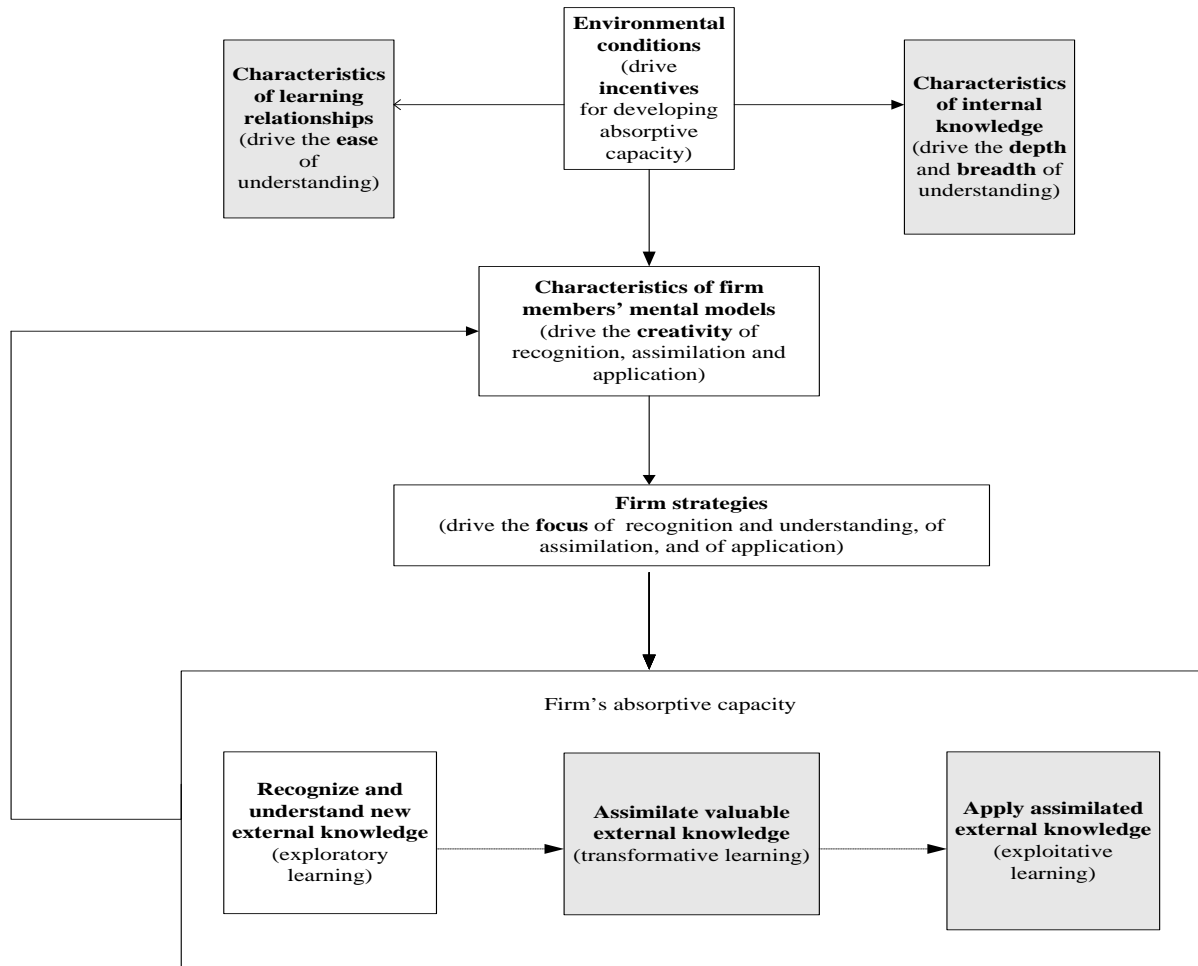 Environmental
conditions
(drive
incentives
for developing
absorptive
capacity)
Characteristics
of learning
relationships
(drive the ease
of
understanding)
Characteristics
of internal
knowledge
(drive the depth
and breadth of
understanding)
Characteristics of firm
members’ mental models
(drive the creativity of
recognition, assimilation and
application)
Firm strategies
(drive the focus of recognition and understanding, of
assimilation, and of application)
Firm’s absorptive capacity
Recognize and
understand new
external knowledge
(exploratory
learning)
Assimilate valuable
external knowledge
(transformative learning)
Apply assimilated
external knowledge
(exploitative
learning)